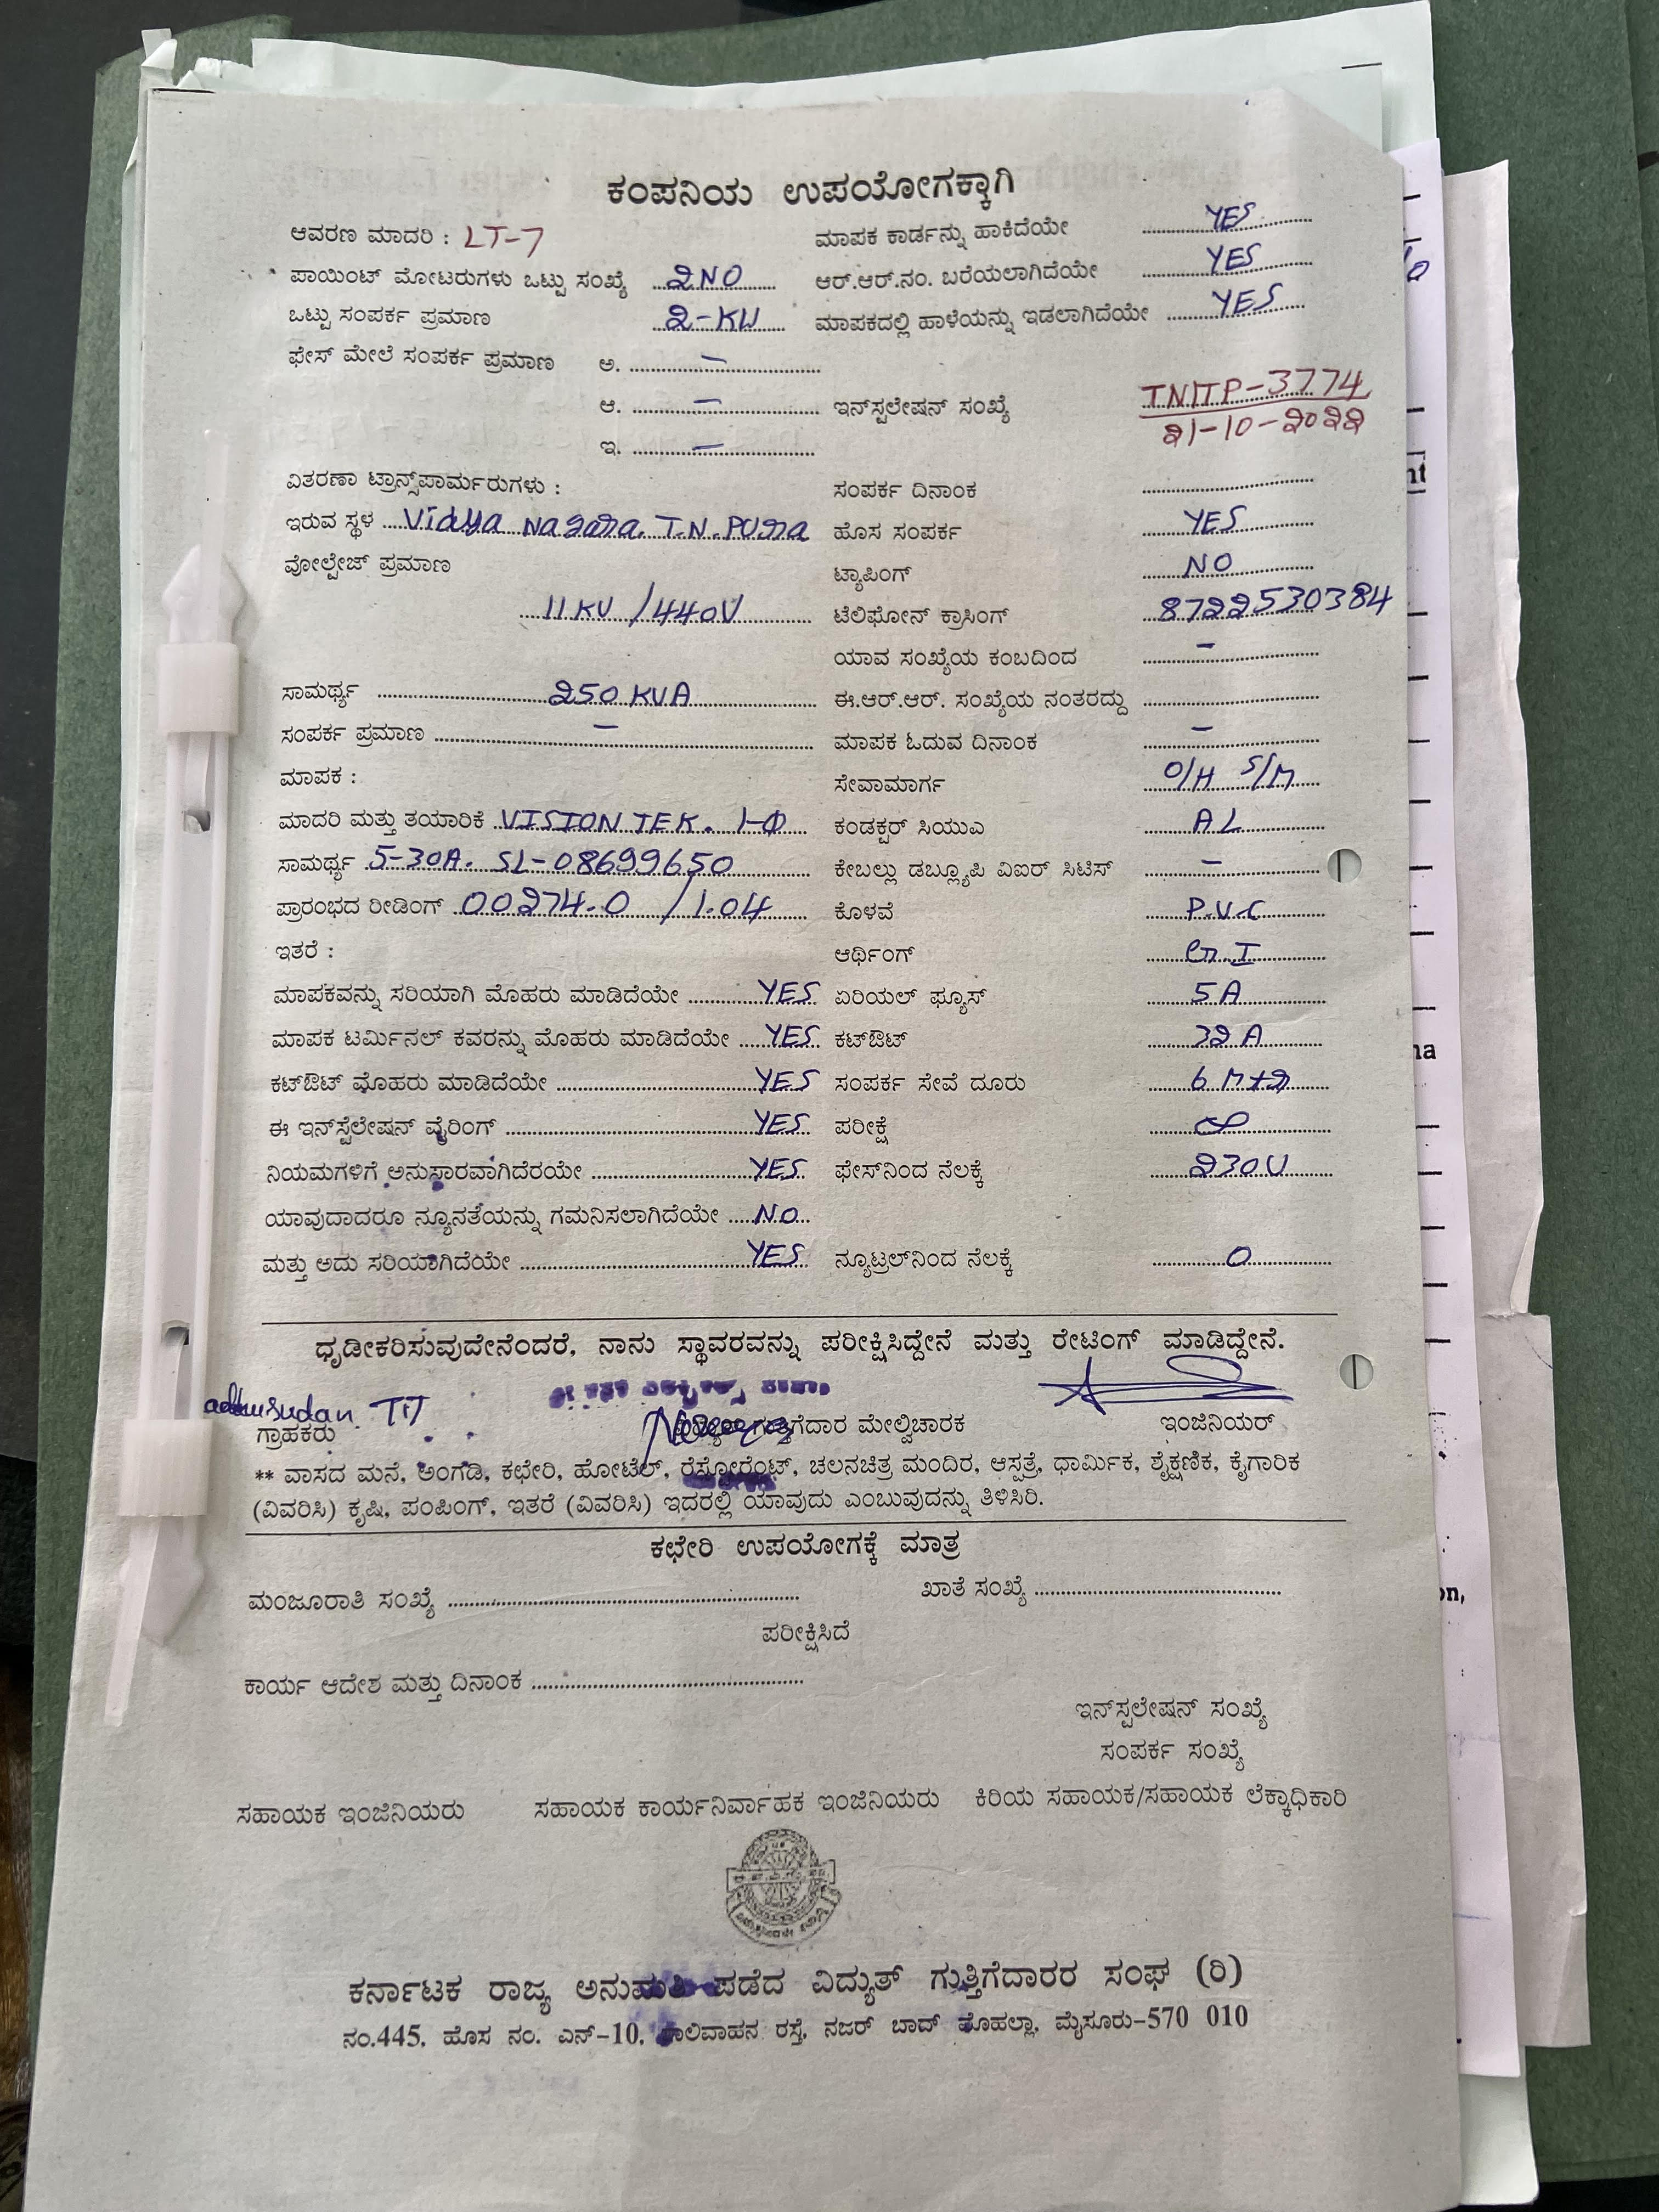 ಕಂಪನಿಯ ಉಪಯೋಗಕ್ಕಾಗಿ
ಆವರಣ ಮಾದರಿ : LT-7 ಮಾಪಕ ಕಾರ್ಡನ್ನು ಹಾಕಿದೆಯೇ YES
ಪಾಯಿಂಟ್ ಮೋಟರುಗಳು ಒಟ್ಟು ಸಂಖ್ಯೆ 2NO ಆರ್.ಆರ್.ನಂ. ಬರೆಯಲಾಗಿದೆಯೇ YES
ಒಟ್ಟು ಸಂಪರ್ಕ ಪ್ರಮಾಣ 2-KW ಮಾಪಕದಲ್ಲಿ ಹಾಳೆಯನ್ನು ಇಡಲಾಗಿದೆಯೇ YES
ಫೇಸ್ ಮೇಲೆ ಸಂಪರ್ಕ ಪ್ರಮಾಣ ಅ. —
ಆ. — ಇನ್‌ಸ್ಟಲೇಷನ್ ಸಂಖ್ಯೆ TNITP-3774
21-10-2022
ಇ. —
ವಿತರಣಾ ಟ್ರಾನ್ಸ್‌ಪಾರ್ಮರುಗಳು : ಸಂಪರ್ಕ ದಿನಾಂಕ
ಇರುವ ಸ್ಥಳ Vidya Nagara. T.N.PURa ಹೊಸ ಸಂಪರ್ಕ YES
ವೋಲ್ಟೇಜ್ ಪ್ರಮಾಣ ಟ್ಯಾಪಿಂಗ್ NO
11 KV / 440V ಟೆಲಿಫೋನ್ ಕ್ರಾಸಿಂಗ್ 8722530384
ಯಾವ ಸಂಖ್ಯೆಯ ಕಂಬದಿಂದ —
ಸಾಮರ್ಥ್ಯ 250 KVA ಈ.ಆರ್.ಆರ್. ಸಂಖ್ಯೆಯ ನಂತರದ್ದು
ಸಂಪರ್ಕ ಪ್ರಮಾಣ — ಮಾಪಕ ಓದುವ ದಿನಾಂಕ —
ಮಾಪಕ : ಸೇವಾಮಾರ್ಗ O/H S/M
ಮಾದರಿ ಮತ್ತು ತಯಾರಿಕೆ VISION TEK. 1-Φ ಕಂಡಕ್ಟರ್ ಸಿಯುಎ AL
ಸಾಮರ್ಥ್ಯ 5-30A. SL-08699650 ಕೇಬಲ್ಲು ಡಬ್ಲ್ಯೂಪಿ ವಿಐರ್ ಸಿಟಿಸ್ —
ಪ್ರಾರಂಭದ ರೀಡಿಂಗ್ 00274.0 / 1.04 ಕೊಳವೆ P.V.C
ಇತರೆ : ಆರ್ಥಿಂಗ್ G.I
ಮಾಪಕವನ್ನು ಸರಿಯಾಗಿ ಮೊಹರು ಮಾಡಿದೆಯೇ YES ಏರಿಯಲ್ ಫ್ಯೂಸ್ 5A
ಮಾಪಕ ಟರ್ಮಿನಲ್ ಕವರನ್ನು ಮೊಹರು ಮಾಡಿದೆಯೇ YES ಕಟ್‌ಔಟ್ 32 A
ಕಟ್‌ಔಟ್ ಮೊಹರು ಮಾಡಿದೆಯೇ YES ಸಂಪರ್ಕ ಸೇವೆ ದೂರು
ಈ ಇನ್‌ಸ್ಟೆಲೇಷನ್ ವೈರಿಂಗ್ YES ಪರೀಕ್ಷೆ
ನಿಯಮಗಳಿಗೆ ಅನುಸ್ಸಾರವಾಗಿದೆರಯೇ YES ಫೇಸ್‌ನಿಂದ ನೆಲಕ್ಕೆ 230V
ಯಾವುದಾದರೂ ನ್ಯೂನತೆಯನ್ನು ಗಮನಿಸಲಾಗಿದೆಯೇ NO
ಮತ್ತು ಅದು ಸರಿಯಾಗಿದೆಯೇ YES ನ್ಯೂಟ್ರಲ್‌ನಿಂದ ನೆಲಕ್ಕೆ 0
ಧೃಡೀಕರಿಸುವುದೇನೆಂದರೆ, ನಾನು ಸ್ಥಾವರವನ್ನು ಪರೀಕ್ಷಿಸಿದ್ದೇನೆ ಮತ್ತು ರೇಟಿಂಗ್ ಮಾಡಿದ್ದೇನೆ.
adhusudan
ಗ್ರಾಹಕರು ಮೇಲ್ವಿಚಾರಕ ಇಂಜಿನಿಯರ್
** ವಾಸದ ಮನೆ, ಅಂಗಡಿ, ಕಛೇರಿ, ಹೋಟೆಲ್, ರೆಸ್ಟೋರೆಂಟ್, ಚಲನಚಿತ್ರ ಮಂದಿರ, ಆಸ್ಪತ್ರೆ, ಧಾರ್ಮಿಕ, ಶೈಕ್ಷಣಿಕ, ಕೈಗಾರಿಕ
(ವಿವರಿಸಿ) ಕೃಷಿ, ಪಂಪಿಂಗ್, ಇತರೆ (ವಿವರಿಸಿ) ಇದರಲ್ಲಿ ಯಾವುದು ಎಂಬುವುದನ್ನು ತಿಳಿಸಿರಿ.
ಕಛೇರಿ ಉಪಯೋಗಕ್ಕೆ ಮಾತ್ರ
ಮಂಜೂರಾತಿ ಸಂಖ್ಯೆ ಖಾತೆ ಸಂಖ್ಯೆ
ಪರೀಕ್ಷಿಸಿದೆ
ಕಾರ್ಯ ಆದೇಶ ಮತ್ತು ದಿನಾಂಕ
ಇನ್‌ಸ್ಟಲೇಷನ್ ಸಂಖ್ಯೆ
ಸಂಪರ್ಕ ಸಂಖ್ಯೆ
ಸಹಾಯಕ ಇಂಜಿನಿಯರು ಸಹಾಯಕ ಕಾರ್ಯನಿರ್ವಾಹಕ ಇಂಜಿನಿಯರು ಕಿರಿಯ ಸಹಾಯಕ/ಸಹಾಯಕ ಲೆಕ್ಕಾಧಿಕಾರಿ
ಕರ್ನಾಟಕ ರಾಜ್ಯ ಅನುಮತಿ ಪಡೆದ ವಿದ್ಯುತ್ ಗುತ್ತಿಗೆದಾರರ ಸಂಘ (ರಿ)
ನಂ.445, ಹೊಸ ನಂ. ಎನ್-10, ಶಾಲಿವಾಹನ ರಸ್ತೆ, ನಜರ್ ಬಾದ್ ಮೊಹಲ್ಲಾ, ಮೈಸೂರು-570 010